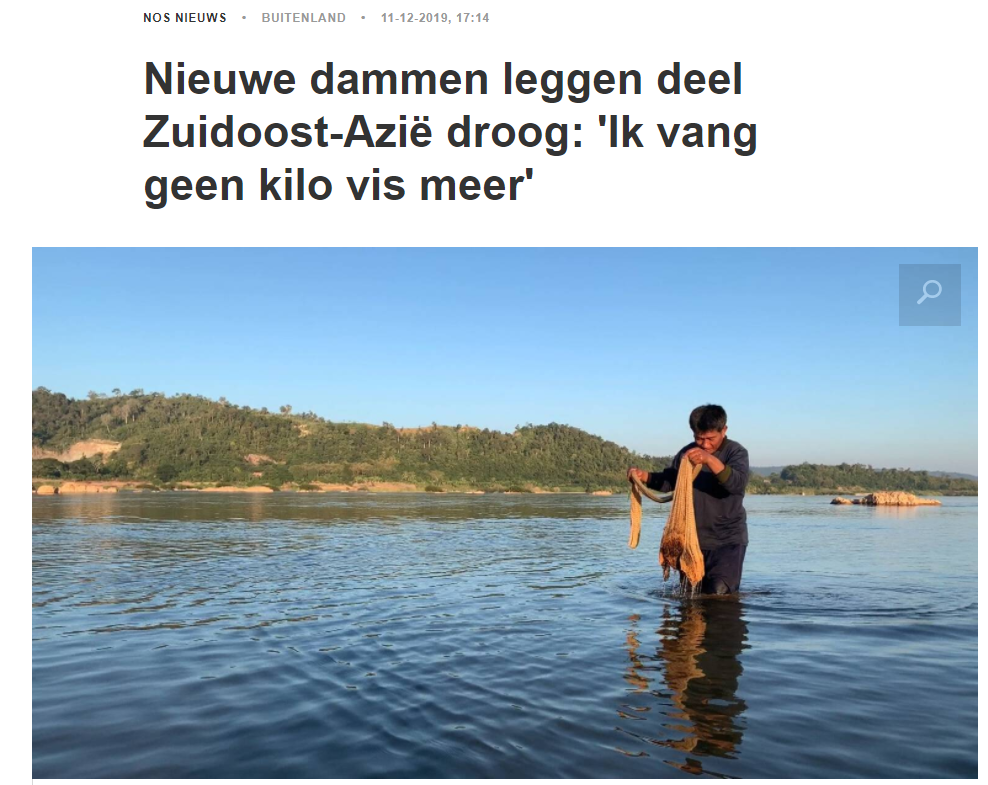 NOS NIEUWS • BUITENLAND • 11-12-2019, 17:14
Nieuwe dammen leggen deel
Zuidoost-Azië droog: 'Ik vang
geen kilo vis meer'